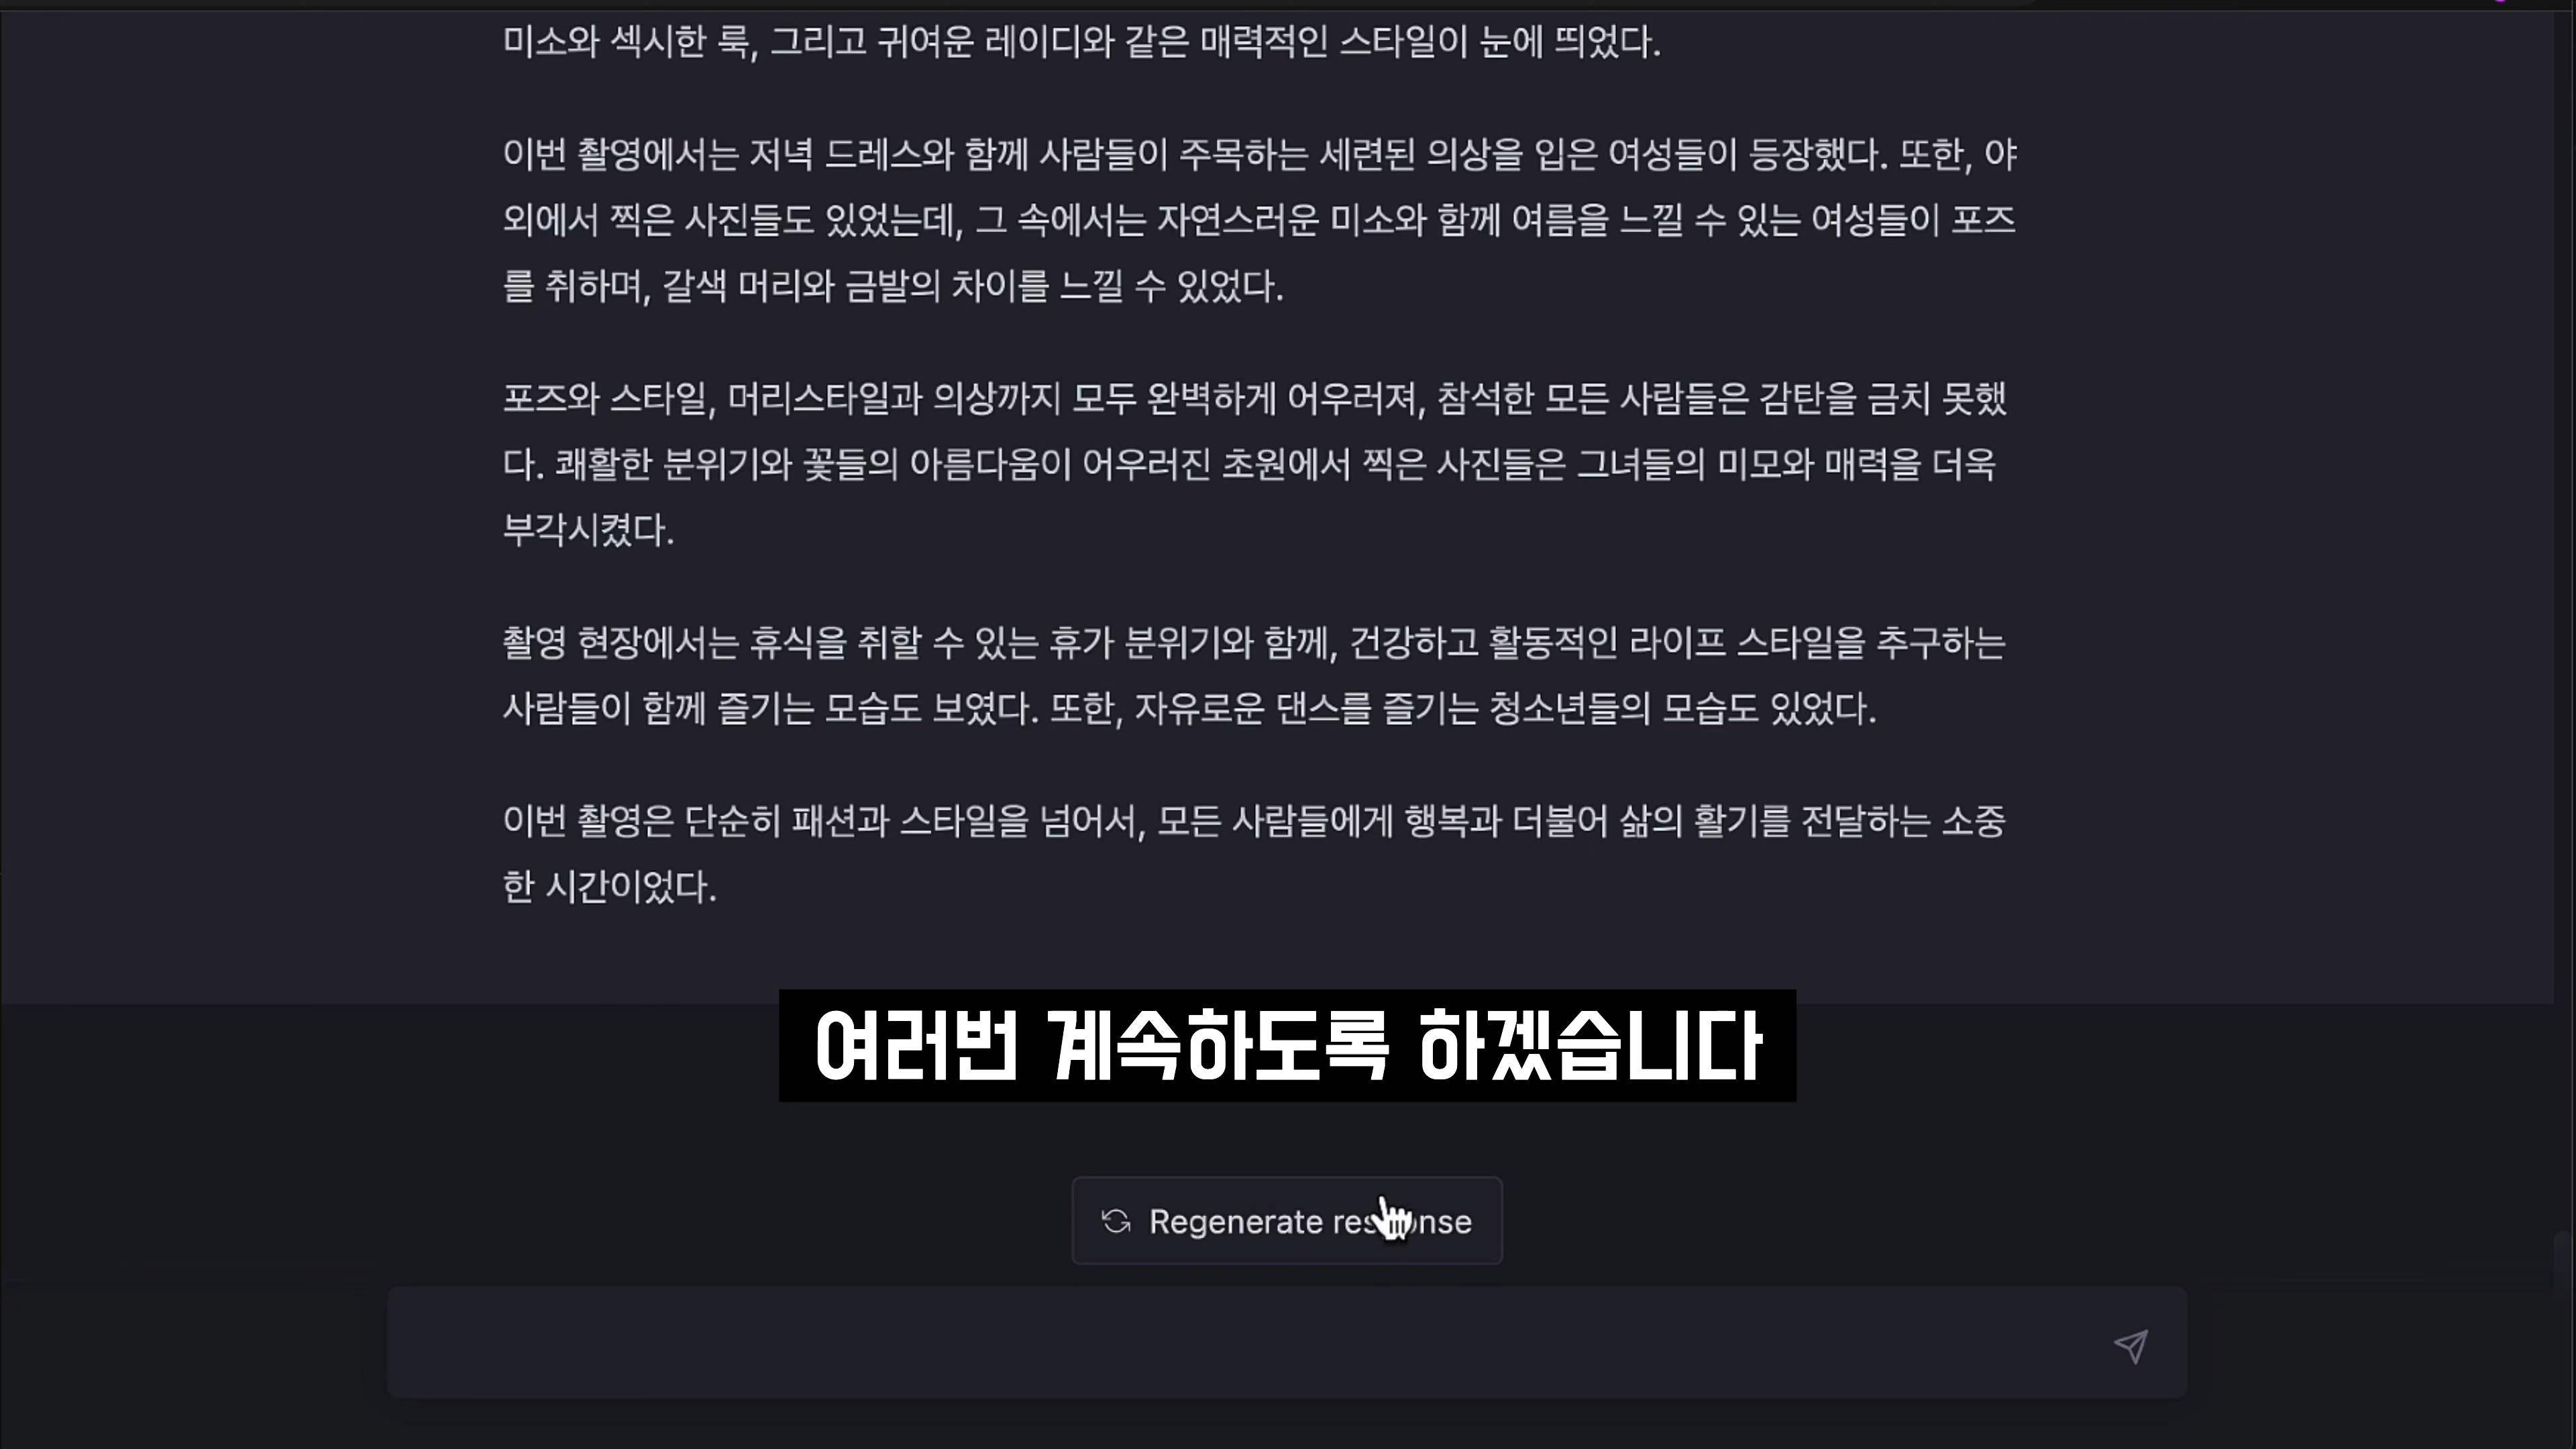 미소와 섹시한 룩, 그리고 귀여운 레이디와 같은 매력적인 스타일이 눈에 띄었다.
이번 촬영에서는 저녁 드레스와 함께 사람들이 주목하는 세련된 의상을 입은 여성들이 등장했다. 또한, 야
외에서 찍은 사진들도 있었는데, 그 속에서는 자연스러운 미소와 함께 여름을 느낄 수 있는 여성들이 포즈
를 취하며, 갈색 머리와 금발의 차이를 느낄 수 있었다.
포즈와 스타일, 머리스타일과 의상까지 모두 완벽하게 어우러져, 참석한 모든 사람들은 감탄을 금치 못했
다. 쾌활한 분위기와 꽃들의 아름다움이 어우러진 초원에서 찍은 사진들은 그녀들의 미모와 매력을 더욱
부각시켰다.
촬영 현장에서는 휴식을 취할 수 있는 휴가 분위기와 함께, 건강하고 활동적인 라이프 스타일을 추구하는
사람들이 함께 즐기는 모습도 보였다. 또한, 자유로운 댄스를 즐기는 청소년들의 모습도 있었다.
이번 촬영은 단순히 패션과 스타일을 넘어서, 모든 사람들에게 행복과 더불어 삶의 활기를 전달하는 소중
한 시간이었다.
여러번 계속하도록 하겠습니다
Regenerate response